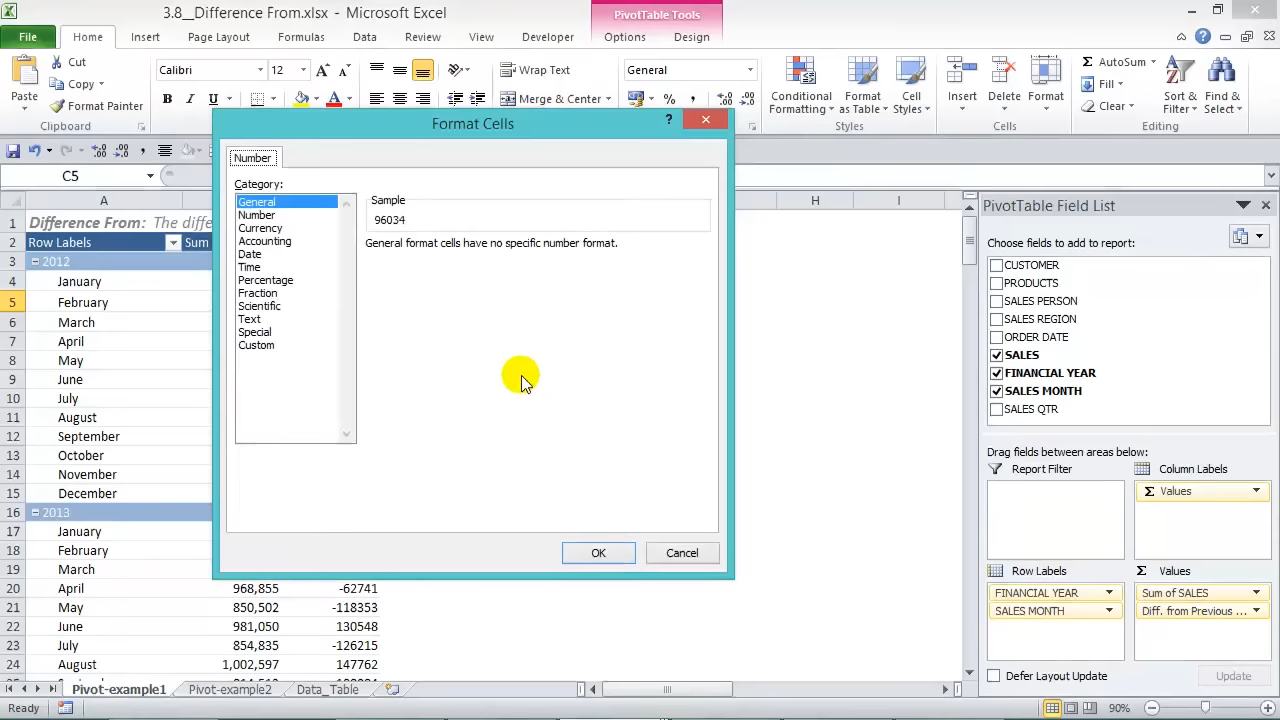 3.8__Difference From.xlsx - Microsoft Excel
PivotTable Tools
File Home Insert Page Layout Formulas Data Review View Developer Options Design
Paste
Cut
Copy
Format Painter
Clipboard
Calibri 12
B I U
Wrap Text
Merge & Center
General
% ,
Conditional Formatting
Format as Table
Cell Styles
Styles
Insert Delete Format
Cells
AutoSum
Fill
Clear
Sort & Filter
Find & Select
Editing
C5
Format Cells
Number
Category:
General
Number
Currency
Accounting
Date
Time
Percentage
Fraction
Scientific
Text
Special
Custom
Sample
96034
General format cells have no specific number format.
OK Cancel
A H I
1 Difference From: The diffe
2 Row Labels Sum
3 2012
4 January
5 February
6 March
7 April
8 May
9 June
10 July
11 August
12 September
13 October
14 November
15 December
16 2013
17 January
18 February
19 March
20 April 968,855 -62741
21 May 850,502 -118353
22 June 981,050 130548
23 July 854,835 -126215
24 August 1,002,597 147762
PivotTable Field List
Choose fields to add to report:
CUSTOMER
PRODUCTS
SALES PERSON
SALES REGION
ORDER DATE
SALES
FINANCIAL YEAR
SALES MONTH
SALES QTR
Drag fields between areas below:
Report Filter
Column Labels
Σ Values
Row Labels
FINANCIAL YEAR
SALES MONTH
Σ Values
Sum of SALES
Diff. from Previous ...
Defer Layout Update
Update
Pivot-example1 Pivot-example2 Data_Table
Ready
90%